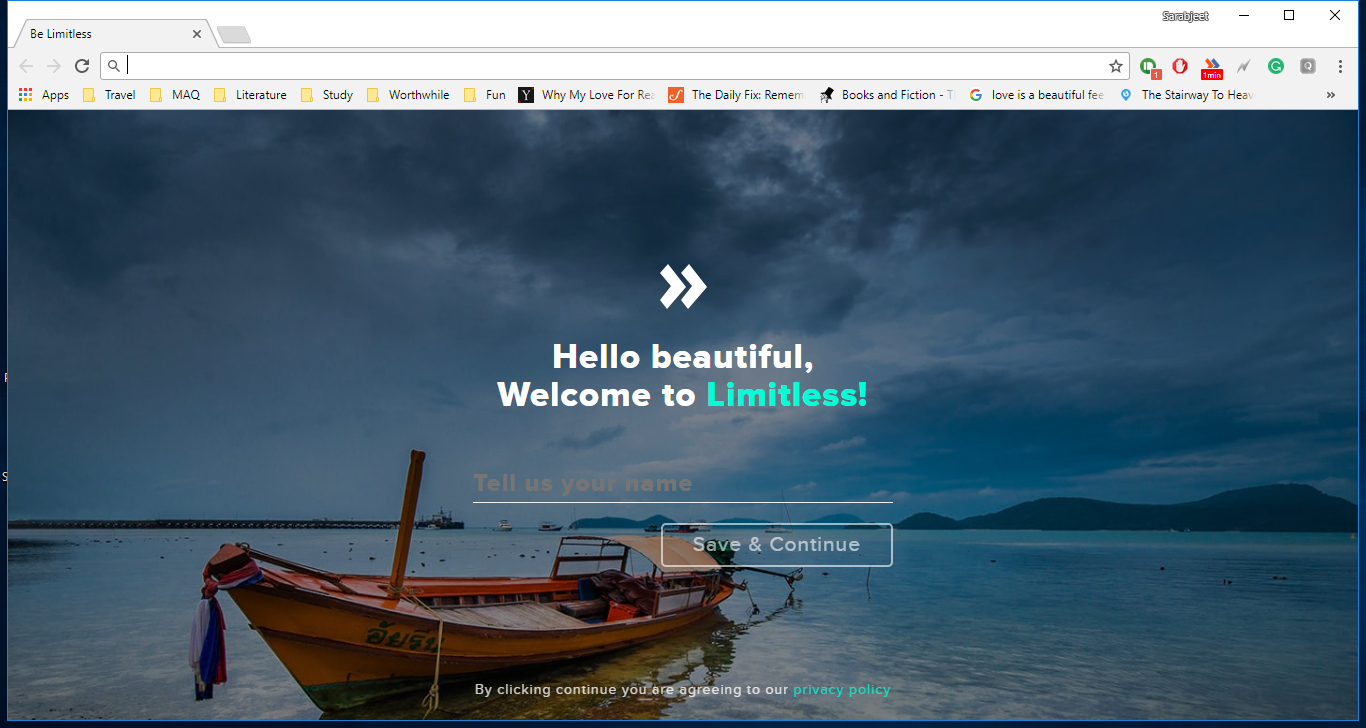 Sarabjeet
Be Limitless
1
1min
Apps Travel MAQ Literature Study Worthwhile Fun Why My Love For Rea The Daily Fix: Remem Books and Fiction - T love is a beautiful fee The Stairway To Heav »
Hello beautiful,
Welcome to Limitless!
Tell us your name
Save & Continue
By clicking continue you are agreeing to our privacy policy